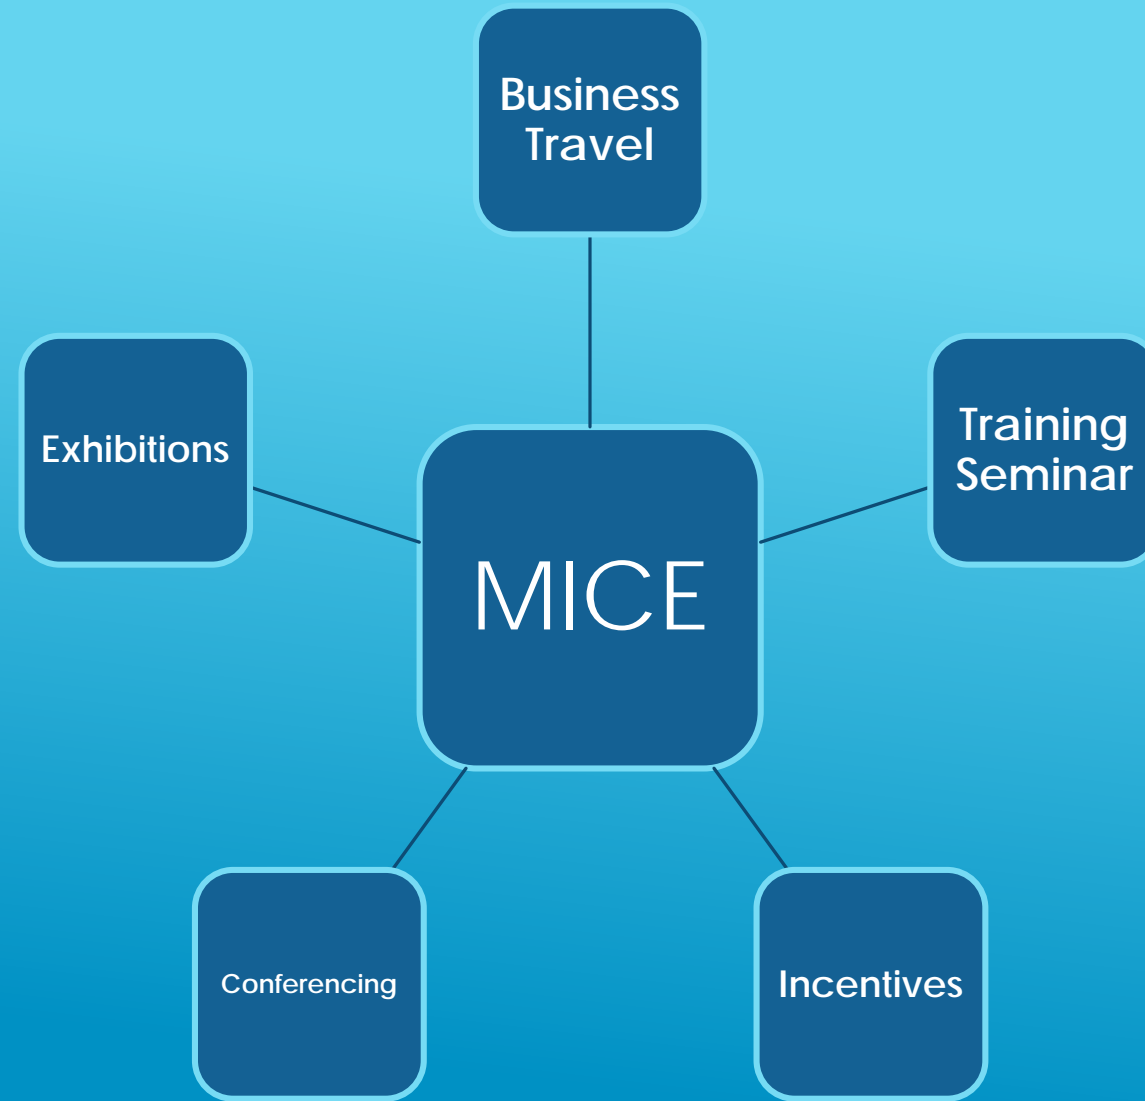 Business
Travel
Exhibitions
Training
Seminar
MICE
Conferencing
Incentives